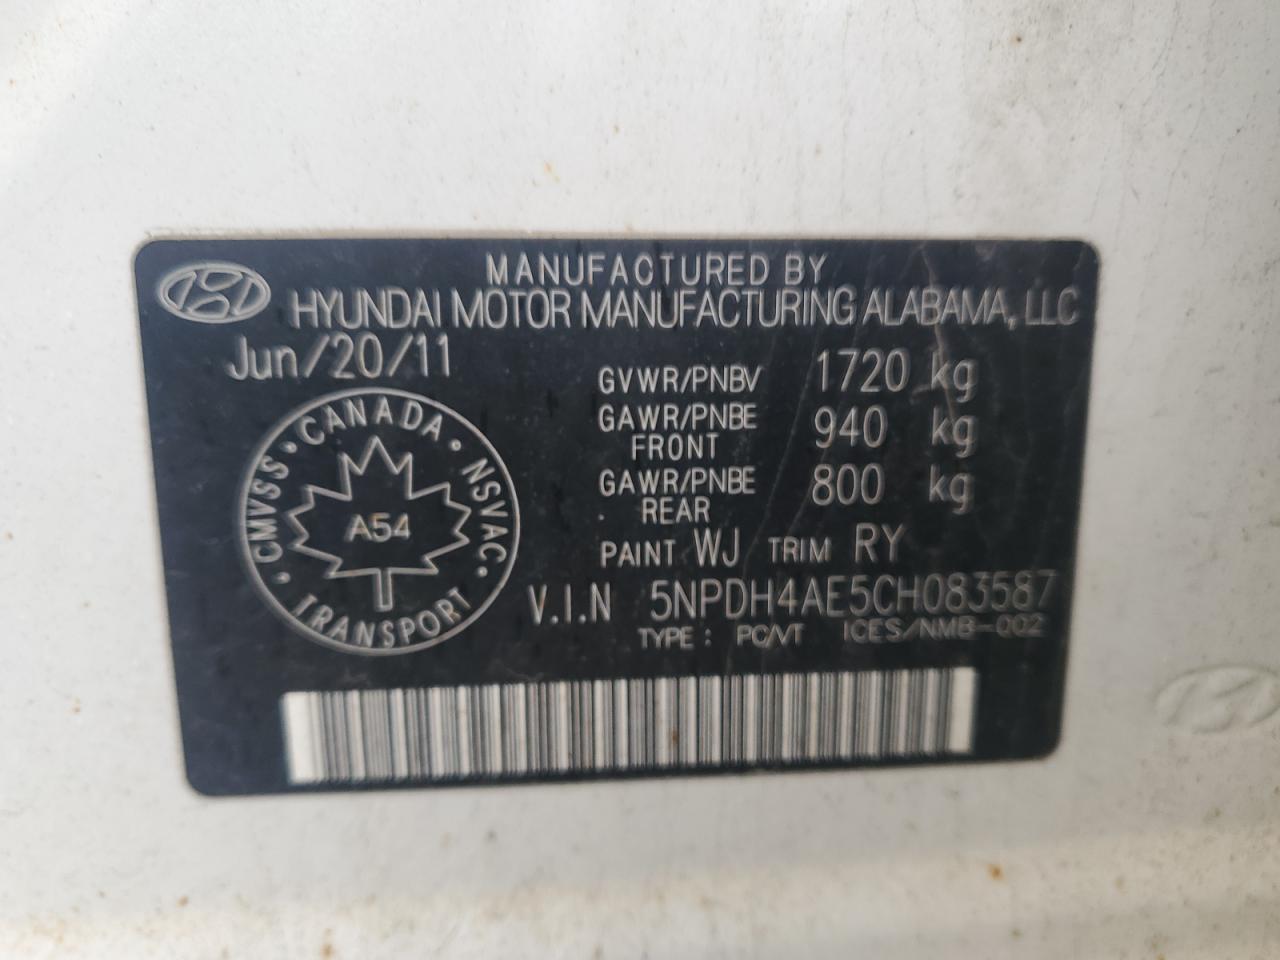 MANUFACTURED BY
HYUNDAI MOTOR MANUFACTURING ALABAMA, LLC
Jun/20/11
GVWR/PNBV 1720 kg
GAWR/PNBE FRONT 940 kg
GAWR/PNBE REAR 800 kg
PAINT WJ TRIM RY
V.I.N 5NPDH4AE5CH083587
TYPE : PC/VT ICES/NMB-002
CANADA
CMVSS · NSVAC
A54
TRANSPORT